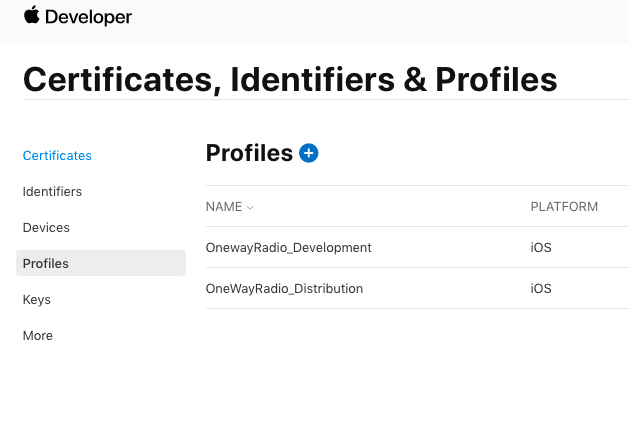 Developer
Certificates, Identifiers & Profiles
Certificates
Identifiers
Devices
Profiles
Keys
More
Profiles
NAME PLATFORM
OnewayRadio_Development iOS
OneWayRadio_Distribution iOS